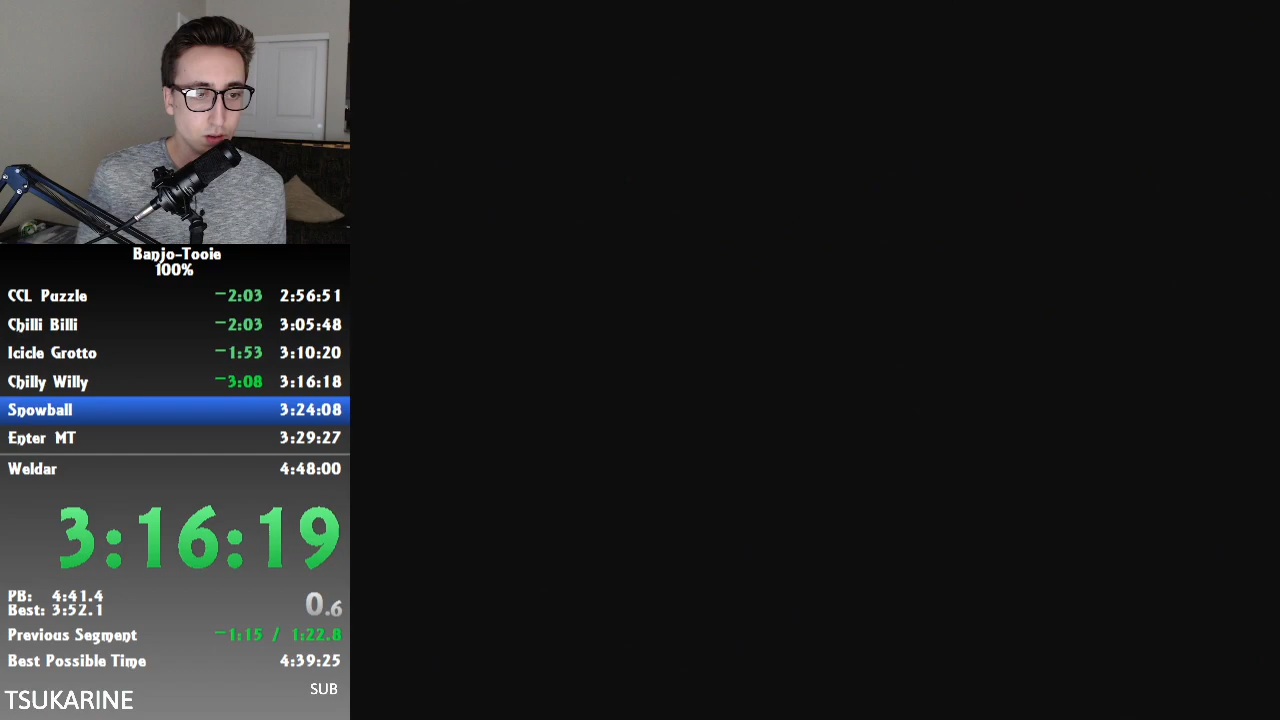 Banjo-Tooie
100%
CCL Puzzle -2:03 2:56:51
Chilli Billi -2:03 3:05:48
Icicle Grotto -1:53 3:10:20
Chilly Willy -3:08 3:16:18
Snowball 3:24:08
Enter MT 3:29:27
Weldar 4:48:00
3:16:19
PB: 4:41.4
Best: 3:52.1
0.6
Previous Segment -1:15 / 1:22.8
Best Possible Time 4:39:25
TSUKARINE SUB